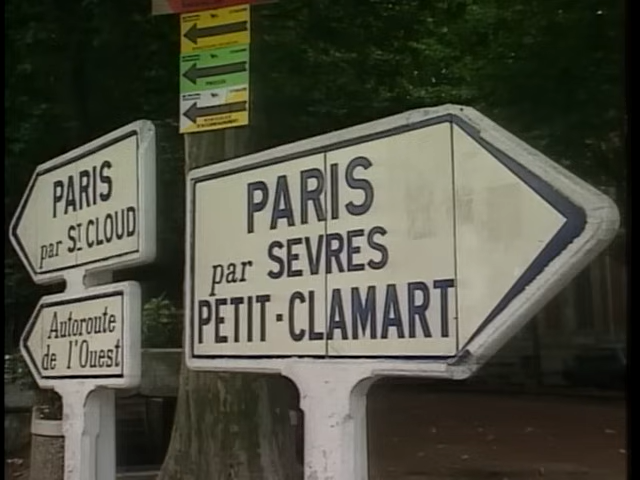 PARIS
par ST CLOUD
Autoroute
de l'Ouest
PARIS
par SEVRES
PETIT-CLAMART